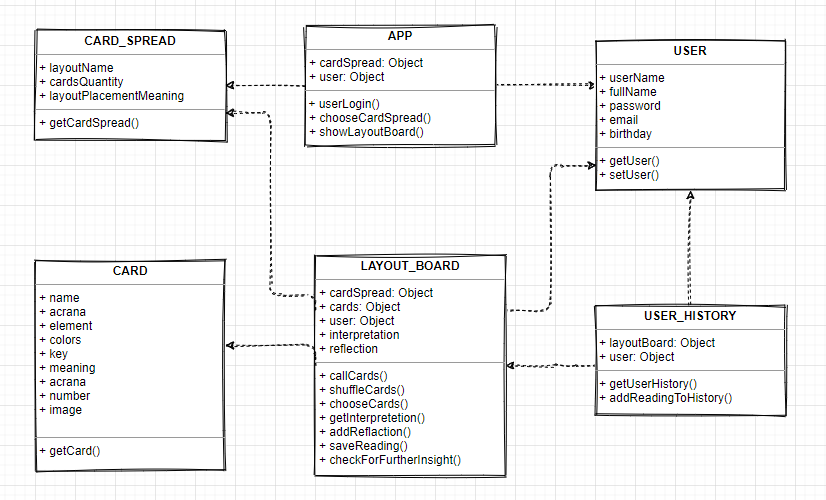 CARD_SPREAD
+ layoutName
+ cardsQuantity
+ layoutPlacementMeaning
+ getCardSpread()
APP
+ cardSpread: Object
+ user: Object
+ userLogin()
+ chooseCardSpread()
+ showLayoutBoard()
USER
+ userName
+ fullName
+ password
+ email
+ birthday
+ getUser()
+ setUser()
CARD
+ name
+ acrana
+ element
+ colors
+ key
+ meaning
+ acrana
+ number
+ image
+ getCard()
LAYOUT_BOARD
+ cardSpread: Object
+ cards: Object
+ user: Object
+ interpretation
+ reflection
+ callCards()
+ shuffleCards()
+ chooseCards()
+ getInterpretetion()
+ addReflaction()
+ saveReading()
+ checkForFurtherInsight()
USER_HISTORY
+ layoutBoard: Object
+ user: Object
+ getUserHistory()
+ addReadingToHistory()